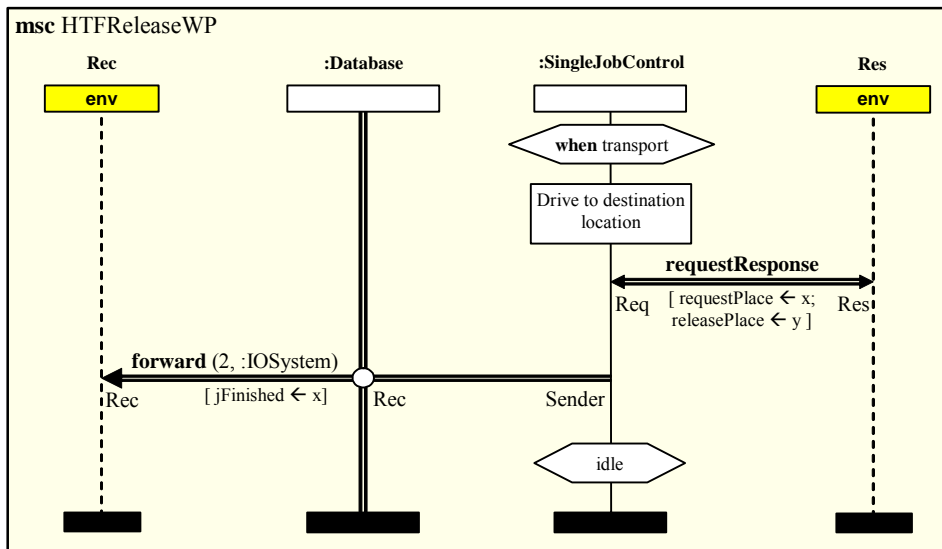 msc HTFReleaseWP
Rec :Database :SingleJobControl Res
env env
when transport
Drive to destination
location
requestResponse
Req [ requestPlace ← x; Res
releasePlace ← y ]
forward (2, :IOSystem)
Rec [ jFinished ← x] Rec Sender
idle